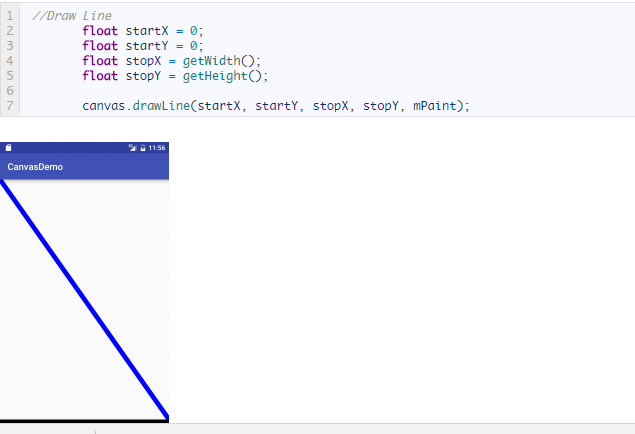 1 //Draw Line
2 float startX = 0;
3 float startY = 0;
4 float stopX = getWidth();
5 float stopY = getHeight();
6
7 canvas.drawLine(startX, startY, stopX, stopY, mPaint);
11:56
CanvasDemo